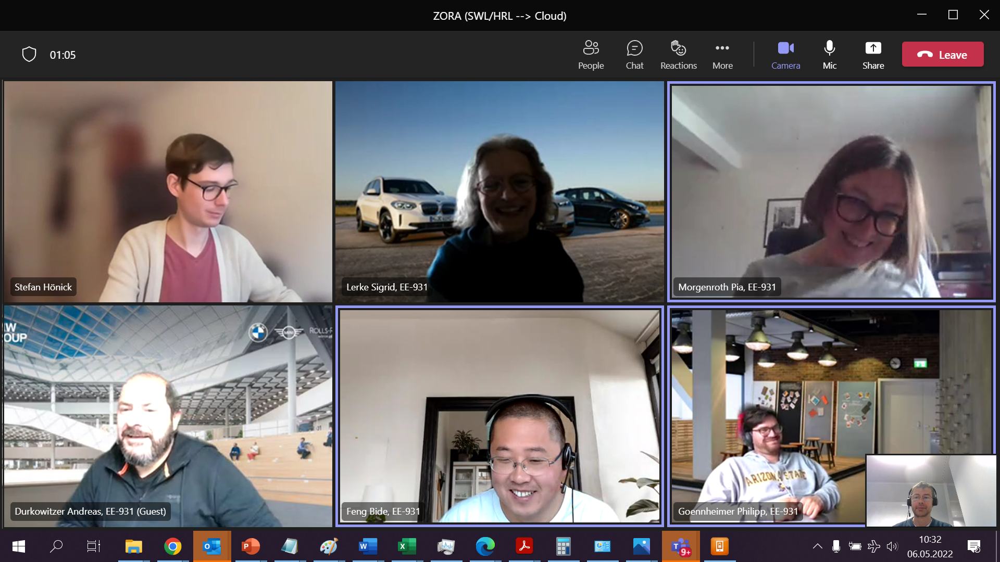 ZORA (SWL/HRL --> Cloud)
01:05
People
Chat
Reactions
More
Camera
Mic
Share
Leave
Stefan Hönick
Lerke Sigrid, EE-931
Morgenroth Pia, EE-931
OUP
MINI
ROLLS-R
ARIZONA STATE
Durkowitzer Andreas, EE-931 (Guest)
Feng Bide, EE-931
Goennheimer Philipp, EE-931
9+
10:32
06.05.2022